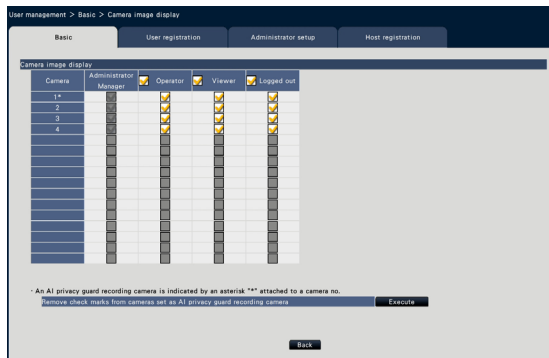 User management > Basic > Camera image display
Basic User registration Administrator setup Host registration
Camera image display
Camera Administrator Manager Operator Viewer Logged out
1*
2
3
4
- An AI privacy guard recording camera is indicated by an asterisk "*" attached to a camera no.
Remove check marks from cameras set as AI privacy guard recording camera Execute
Back